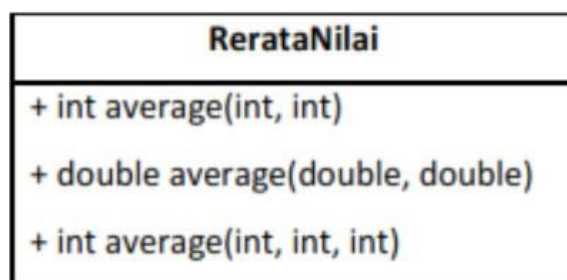 RerataNilai
+ int average(int, int)
+ double average(double, double)
+ int average(int, int, int)